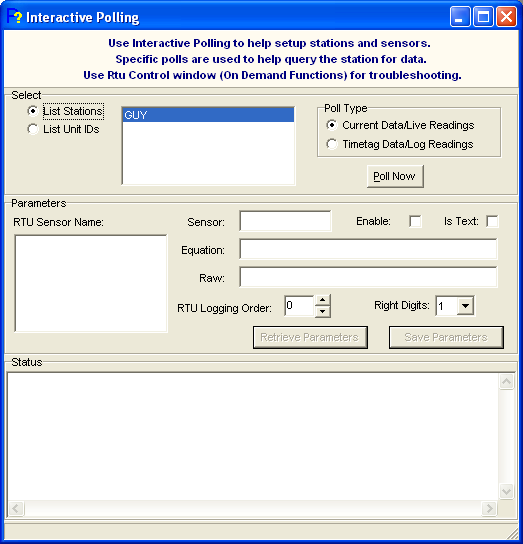 Interactive Polling
Use Interactive Polling to help setup stations and sensors.
Specific polls are used to help query the station for data.
Use Rtu Control window (On Demand Functions) for troubleshooting.
Select
List Stations
List Unit IDs
GUY
Poll Type
Current Data/Live Readings
Timetag Data/Log Readings
Poll Now
Parameters
RTU Sensor Name:
Sensor:
Enable:
Is Text:
Equation:
Raw:
RTU Logging Order:
0
Right Digits:
1
Retrieve Parameters
Save Parameters
Status